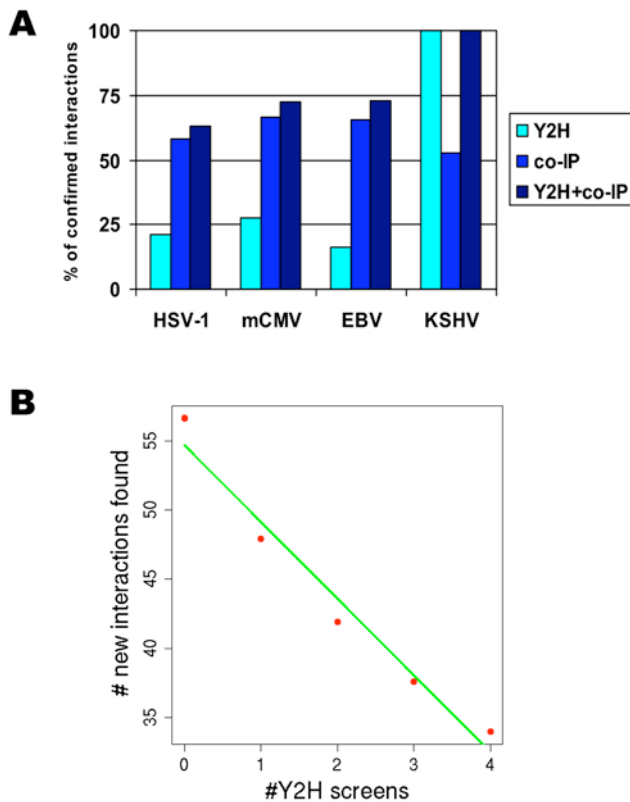 A
% of confirmed interactions
100
75
50
25
0
HSV-1 mCMV EBV KSHV
Y2H
co-IP
Y2H+co-IP
B
# new interactions found
55
50
45
40
35
0 1 2 3 4
#Y2H screens